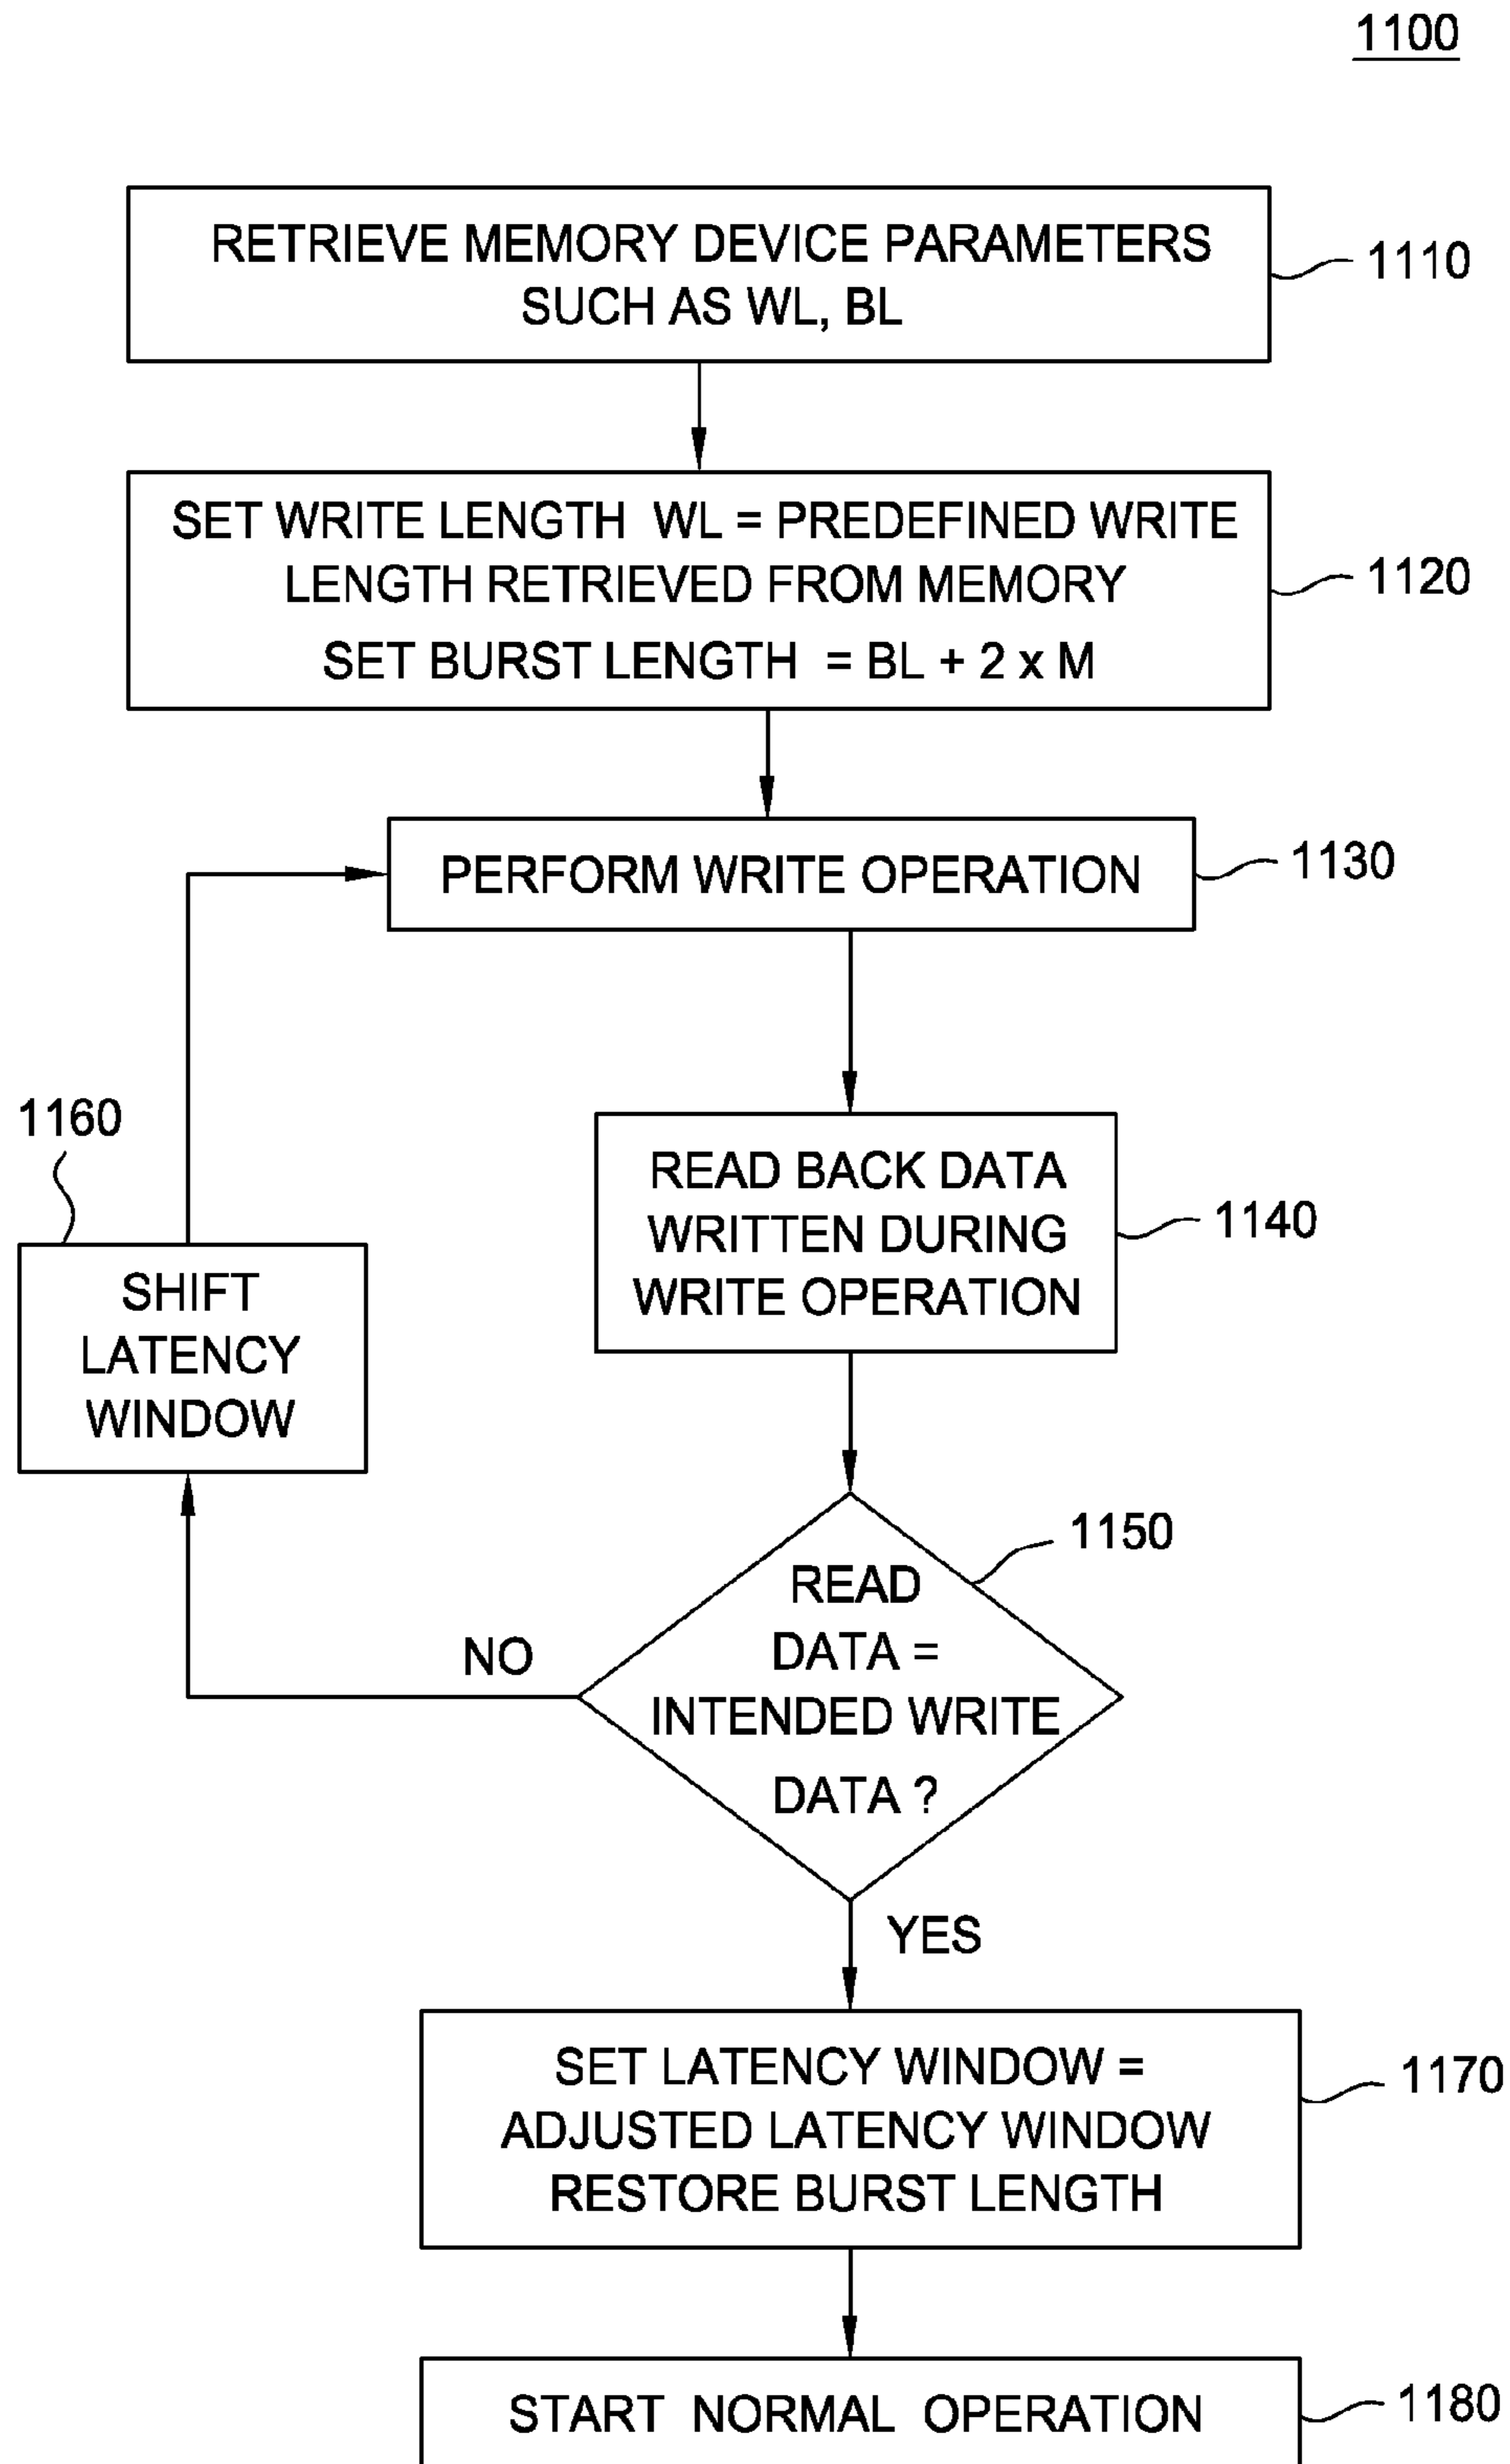 1100
RETRIEVE MEMORY DEVICE PARAMETERS
SUCH AS WL, BL
1110
SET WRITE LENGTH WL = PREDEFINED WRITE
LENGTH RETRIEVED FROM MEMORY
SET BURST LENGTH = BL + 2 x M
1120
PERFORM WRITE OPERATION
1130
READ BACK DATA
WRITTEN DURING
WRITE OPERATION
1140
1160
SHIFT
LATENCY
WINDOW
READ
DATA =
INTENDED WRITE
DATA ?
1150
NO
YES
SET LATENCY WINDOW =
ADJUSTED LATENCY WINDOW
RESTORE BURST LENGTH
1170
START NORMAL OPERATION
1180